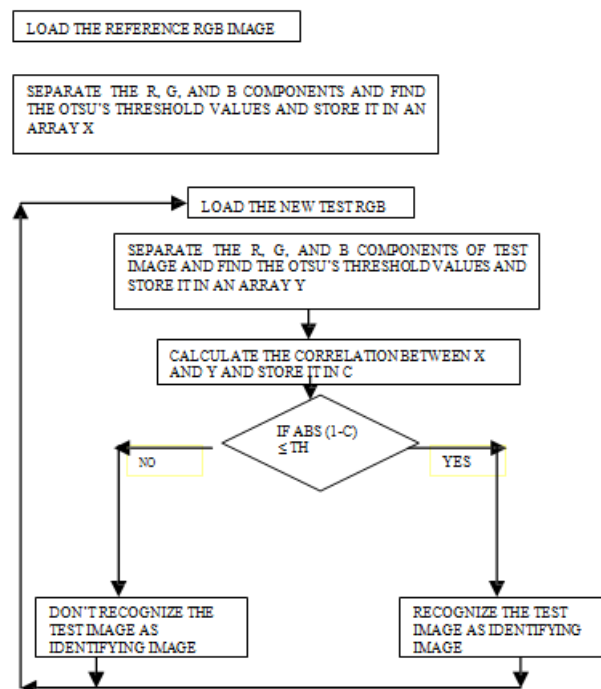 LOAD THE REFERENCE RGB IMAGE
SEPARATE THE R, G, AND B COMPONENTS AND FIND
THE OTSU'S THRESHOLD VALUES AND STORE IT IN AN
ARRAY X
LOAD THE NEW TEST RGB
SEPARATE THE R, G, AND B COMPONENTS OF TEST
IMAGE AND FIND THE OTSU'S THRESHOLD VALUES AND
STORE IT IN AN ARRAY Y
CALCULATE THE CORRELATION BETWEEN X
AND Y AND STORE IT IN C
IF ABS (1-C)
≤ TH
NO
YES
DON'T RECOGNIZE THE
TEST IMAGE AS
IDENTIFYING IMAGE
RECOGNIZE THE TEST
IMAGE AS IDENTIFYING
IMAGE